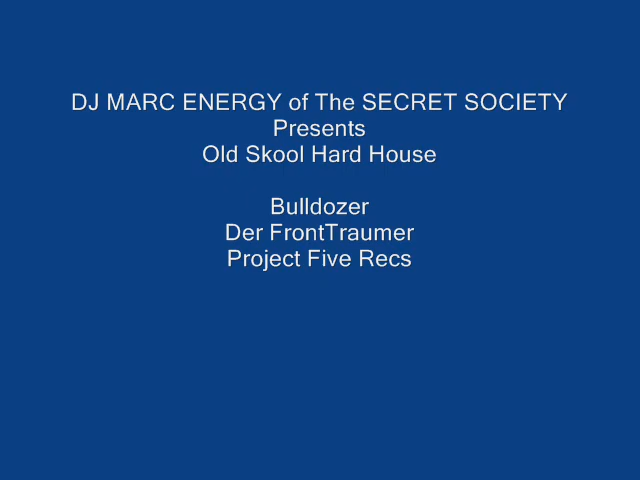 DJ MARC ENERGY of The SECRET SOCIETY
Presents
Old Skool Hard House
Bulldozer
Der FrontTraumer
Project Five Recs